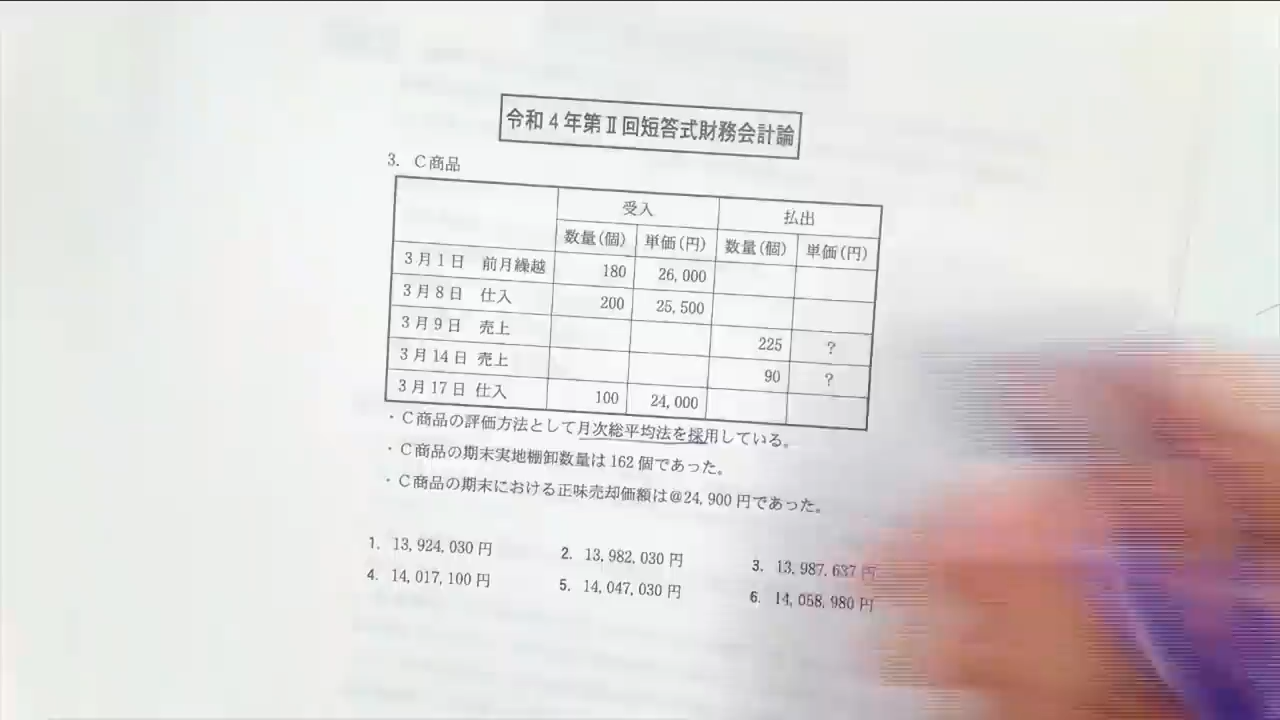 令和4年第Ⅱ回短答式財務会計論
3. C商品
受入 払出
数量(個) 単価(円) 数量(個) 単価(円)
3月1日 前月繰越 180 26,000
3月8日 仕入 200 25,500
3月9日 売上 225 ?
3月14日 売上 90 ?
3月17日 仕入 100 24,000
・C商品の評価方法として月次総平均法を採用している。
・C商品の期末実地棚卸数量は162個であった。
・C商品の期末における正味売却価額は@24,900円であった。
1. 13,924,030円 2. 13,982,030円 3. 13,987,637円
4. 14,017,100円 5. 14,047,030円 6. 14,058,980円